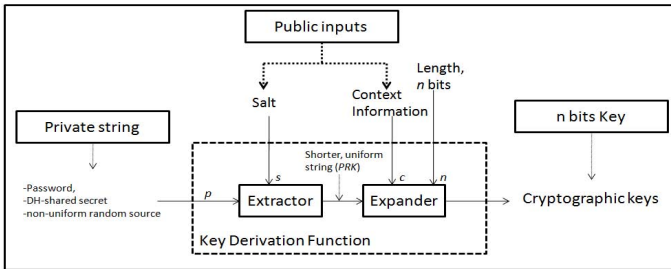 Public inputs
Length,
n bits
Salt
Context
Information
Private string
n bits Key
Shorter, uniform
string (PRK)
s
c
n
-Password,
-DH-shared secret
-non-uniform random source
p
Extractor
Expander
Cryptographic keys
Key Derivation Function